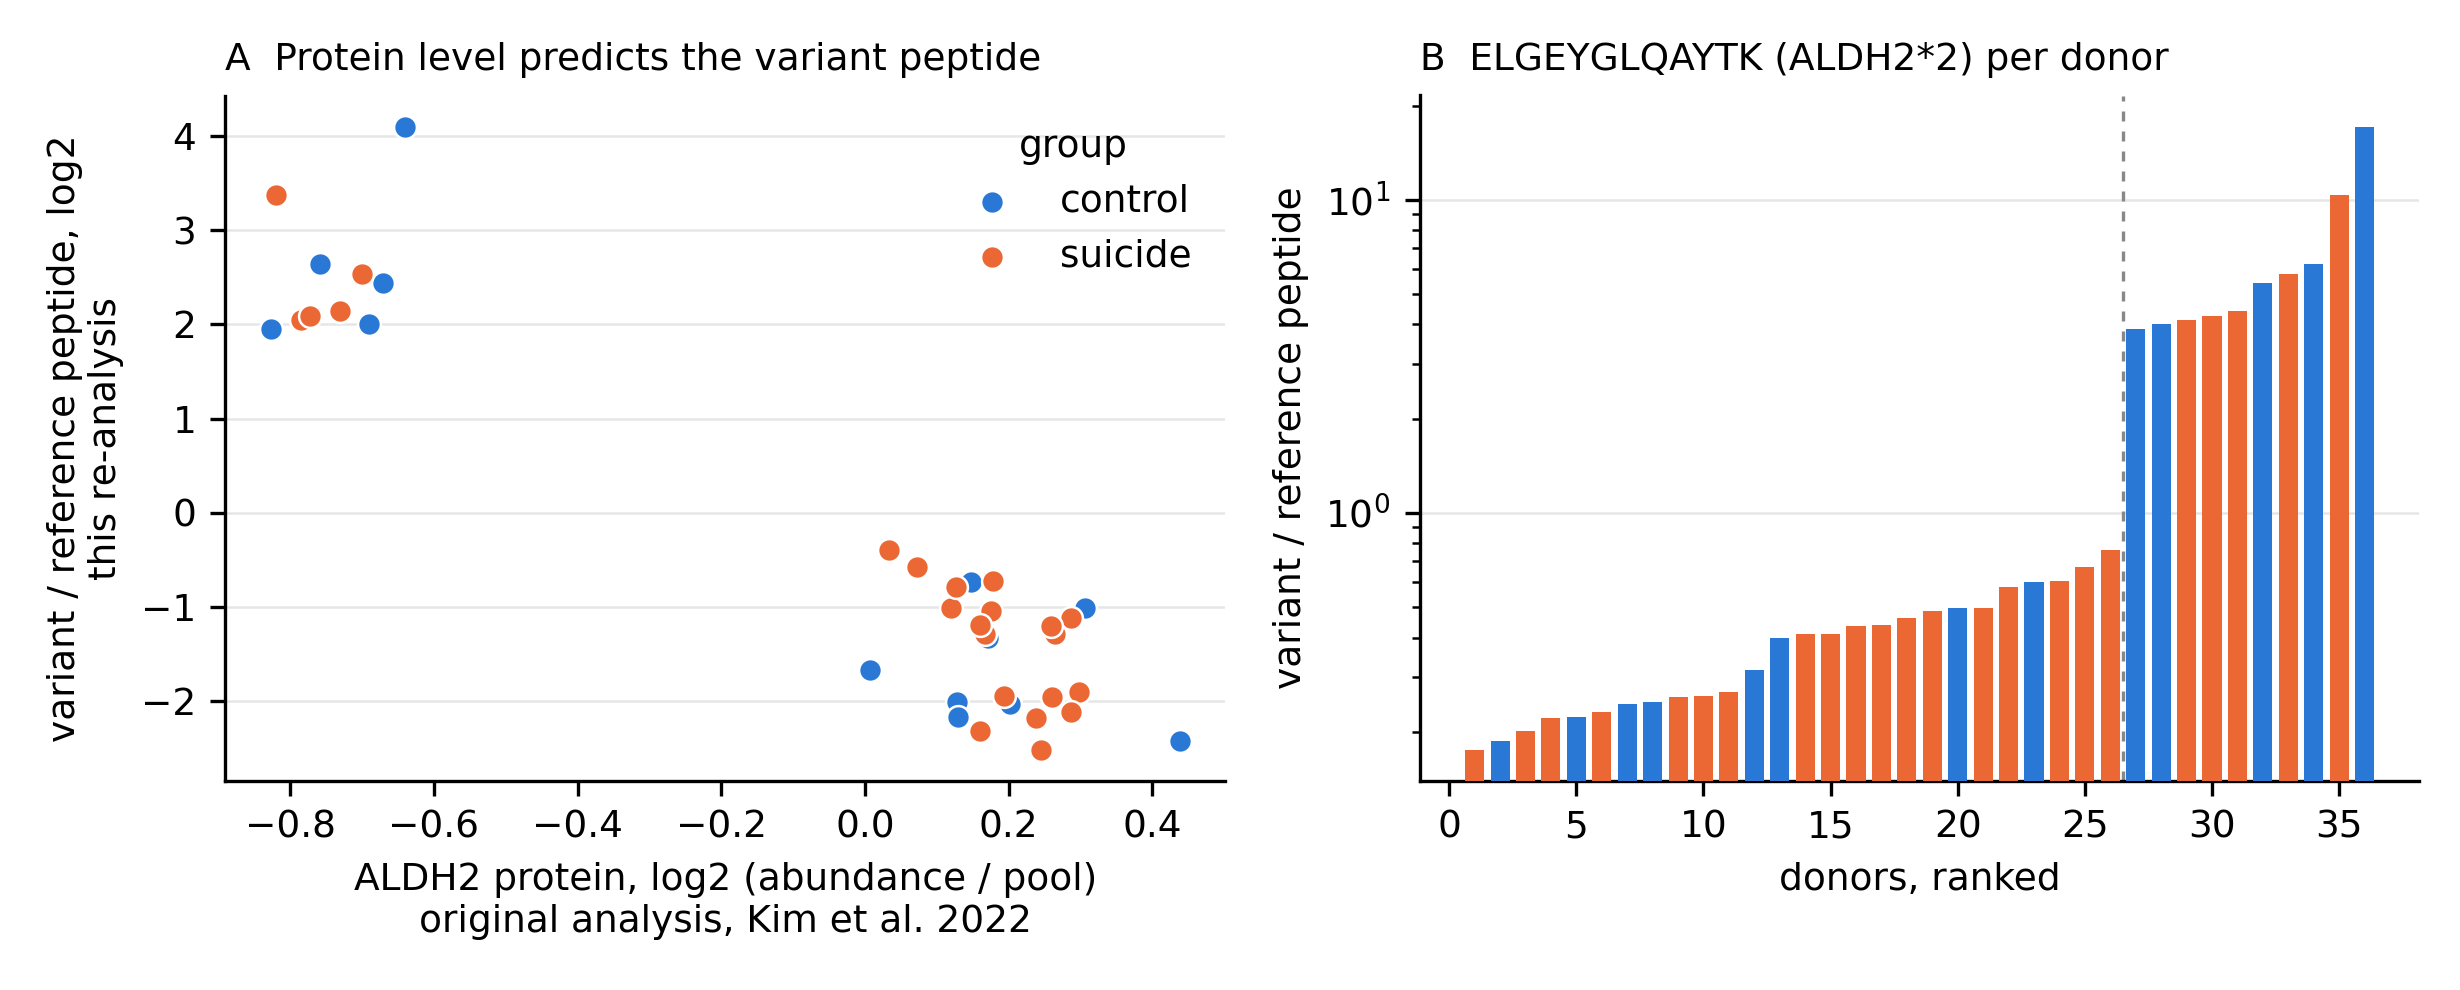 A  Protein level predicts the variant peptide
variant / reference peptide, log2
this re-analysis
4
3
2
1
0
−1
−2
group
control
suicide
−0.8
−0.6
−0.4
−0.2
0.0
0.2
0.4
ALDH2 protein, log2 (abundance / pool)
original analysis, Kim et al. 2022
B  ELGEYGLQAYTK (ALDH2*2) per donor
variant / reference peptide
10¹
10⁰
0
5
10
15
20
25
30
35
donors, ranked